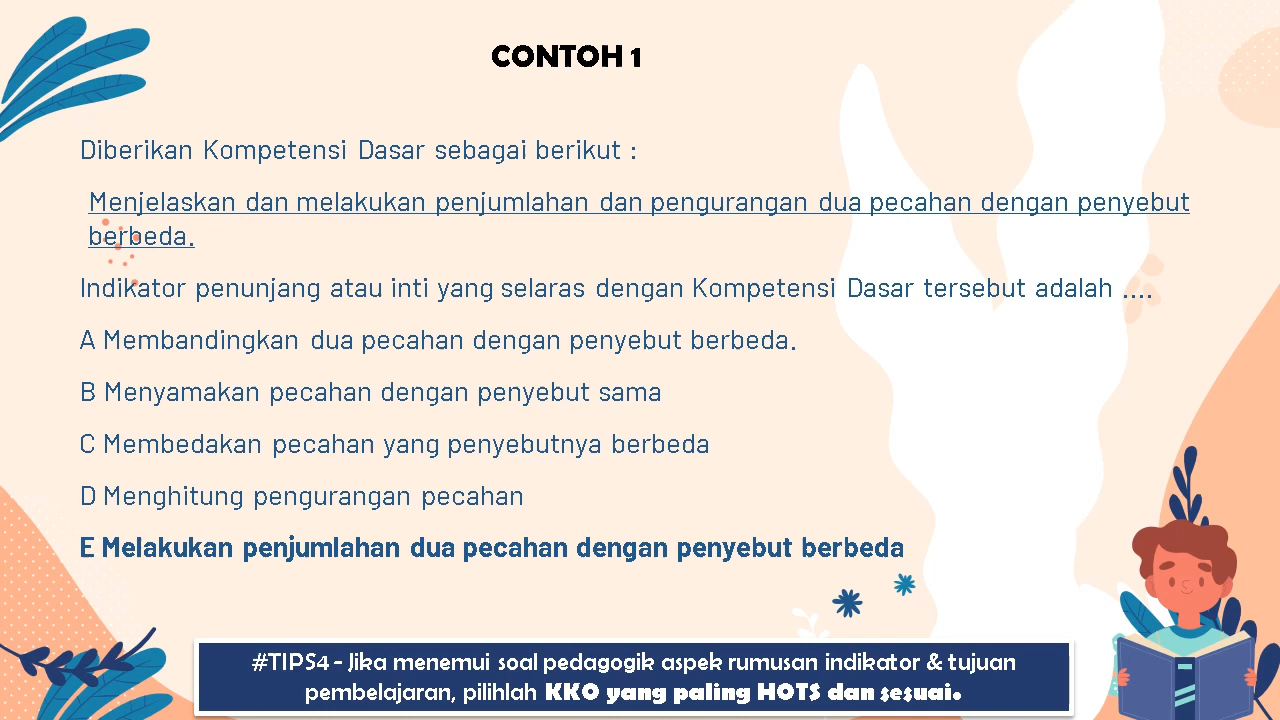 CONTOH 1
Diberikan Kompetensi Dasar sebagai berikut :
Menjelaskan dan melakukan penjumlahan dan pengurangan dua pecahan dengan penyebut
berbeda.
Indikator penunjang atau inti yang selaras dengan Kompetensi Dasar tersebut adalah ....
A Membandingkan dua pecahan dengan penyebut berbeda.
B Menyamakan pecahan dengan penyebut sama
C Membedakan pecahan yang penyebutnya berbeda
D Menghitung pengurangan pecahan
E Melakukan penjumlahan dua pecahan dengan penyebut berbeda
#TIPS4 - Jika menemui soal pedagogik aspek rumusan indikator & tujuan
pembelajaran, pilihlah KKO yang paling HOTS dan sesuai.